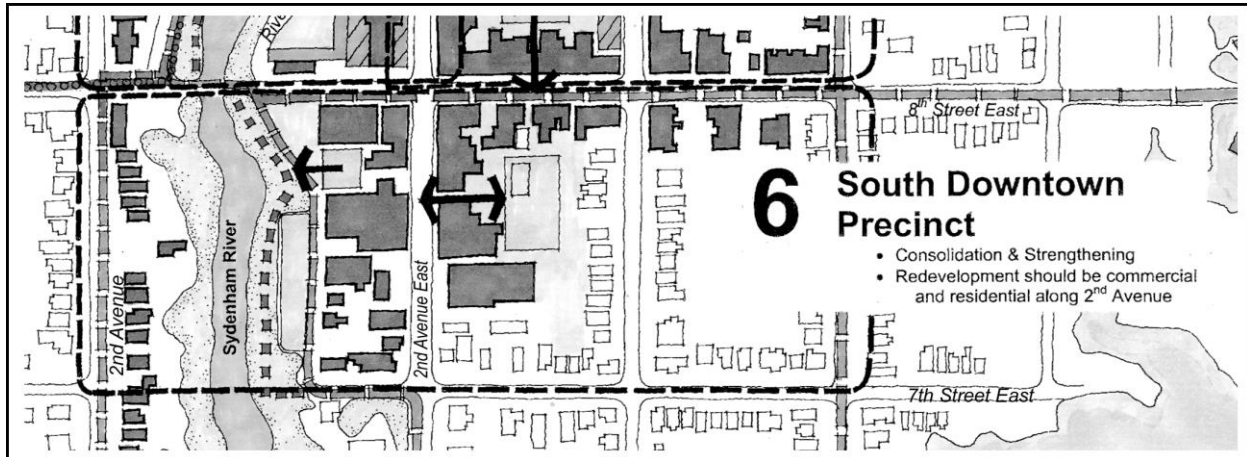 River
8th Street East
6
South Downtown
Precinct
• Consolidation & Strengthening
• Redevelopment should be commercial
and residential along 2nd Avenue
2nd Avenue
Sydenham River
2nd Avenue East
7th Street East